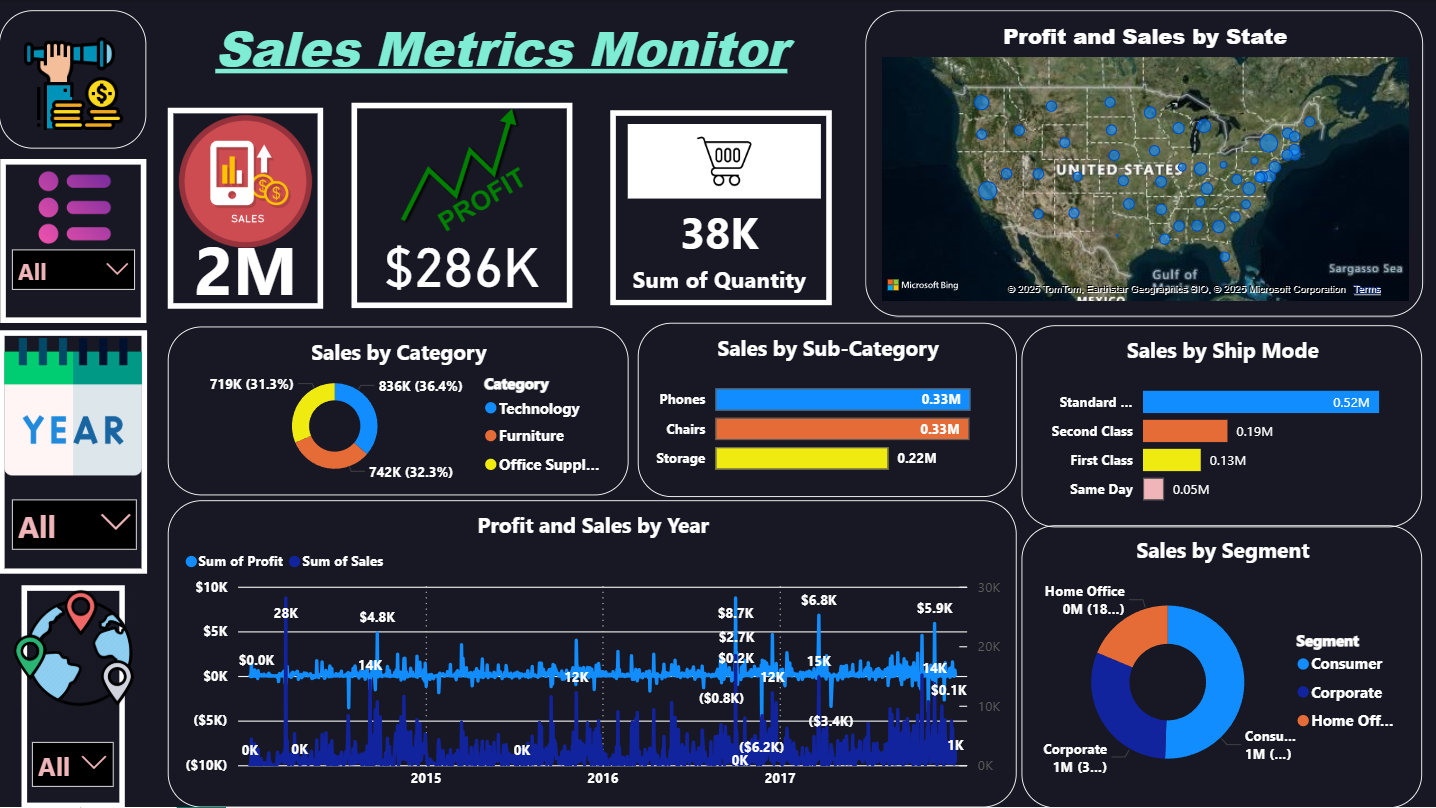 Sales Metrics Monitor
SALES
2M
PROFIT
$286K
000
38K
Sum of Quantity
Profit and Sales by State
UNITED STATES
Gulf of
MEXICO
Sargasso Sea
Microsoft Bing
© 2025 TomTom, Earthstar Geographics SIO, © 2025 Microsoft Corporation Terms
All
YEAR
All
All
Sales by Category
719K (31.3%)
836K (36.4%)
742K (32.3%)
Category
Technology
Furniture
Office Suppl...
Sales by Sub-Category
Phones 0.33M
Chairs 0.33M
Storage 0.22M
Sales by Ship Mode
Standard ... 0.52M
Second Class 0.19M
First Class 0.13M
Same Day 0.05M
Profit and Sales by Year
Sum of Profit Sum of Sales
$10K
$5K
$0K
($5K)
($10K)
30K
20K
10K
0K
28K
$4.8K
$0.0K
14K
12K
$8.7K
$2.7K
$0.2K
($0.8K)
12K
$6.8K
15K
($3.4K)
($6.2K)
$5.9K
14K
$0.1K
0K
0K
0K
0K
1K
2015
2016
2017
Sales by Segment
Home Office
0M (18...)
Corporate
1M (3...)
Consu...
1M (...)
Segment
Consumer
Corporate
Home Off...